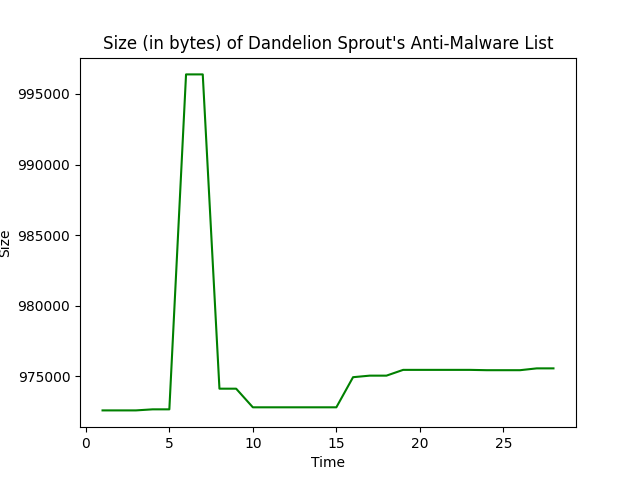 Size (in bytes) of Dandelion Sprout's Anti-Malware List
995000
990000
985000
980000
975000
Size
0 5 10 15 20 25
Time